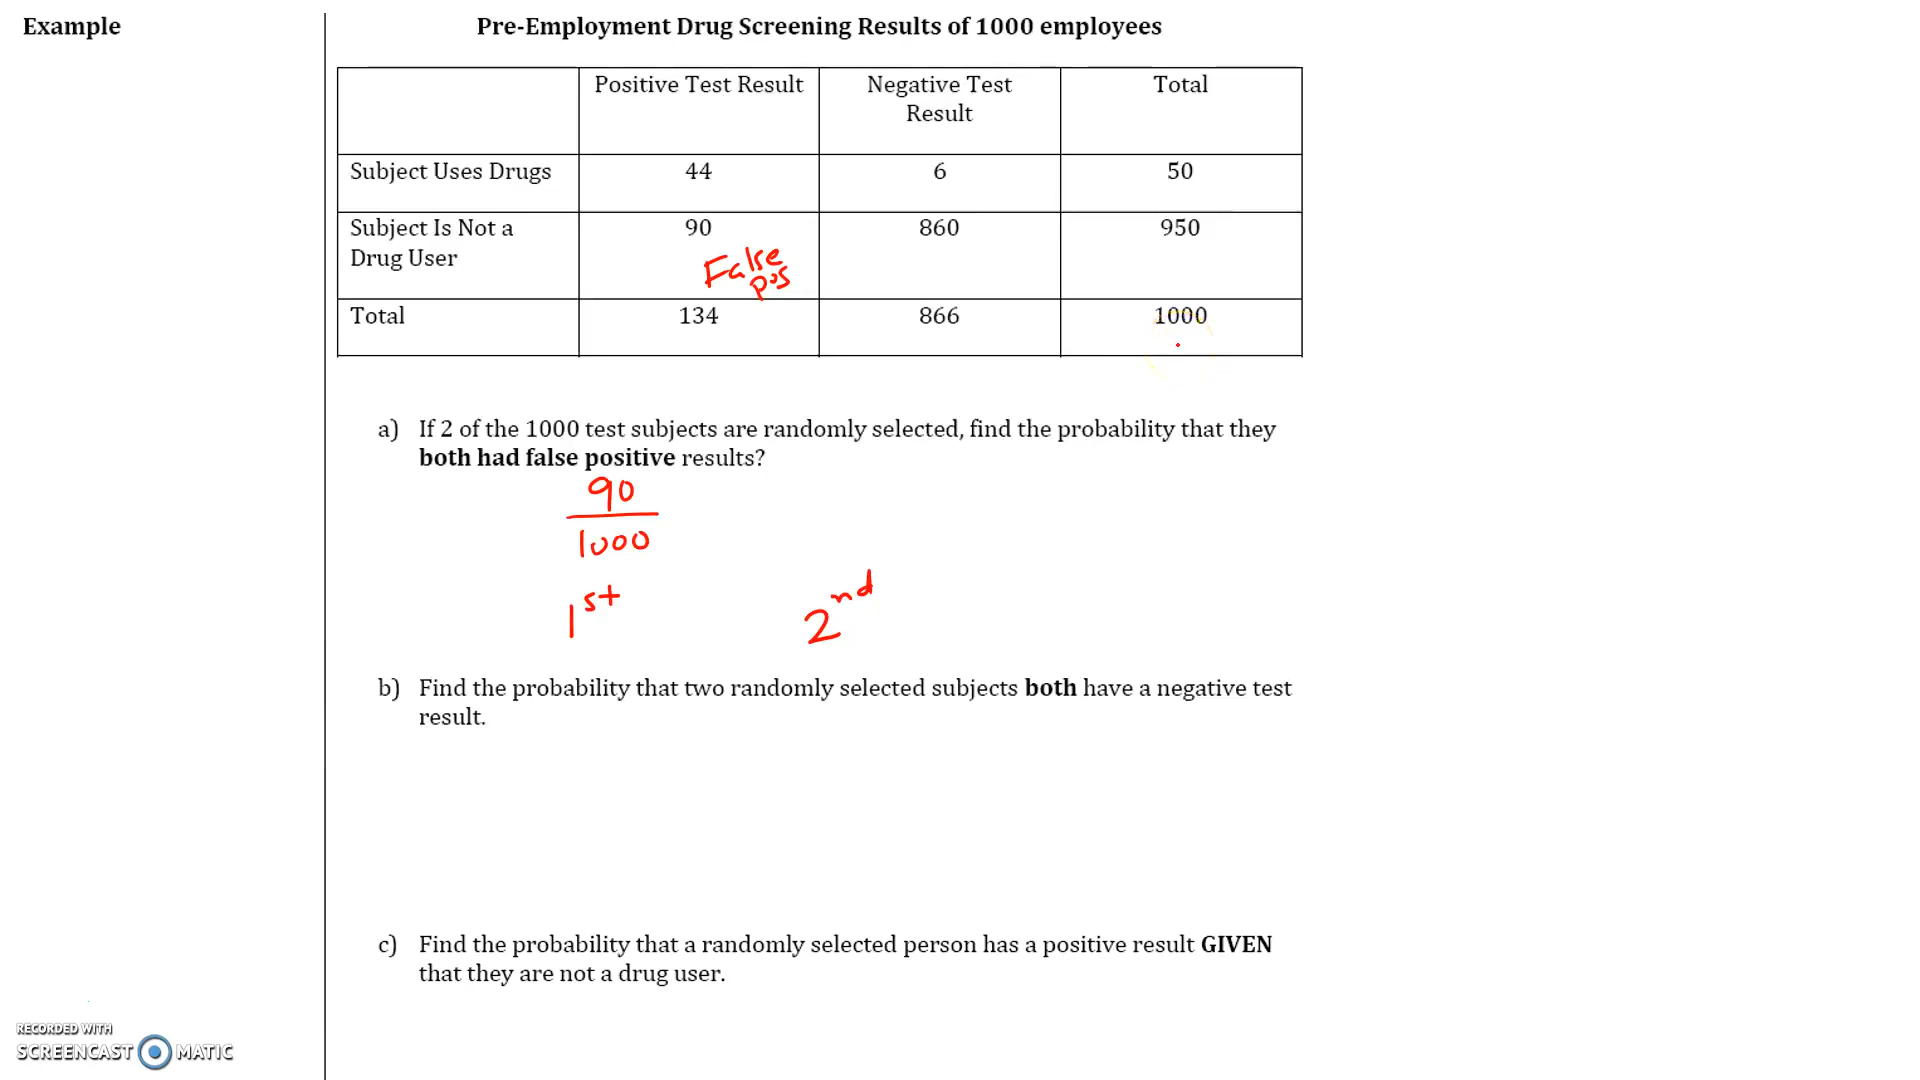 Example
Pre-Employment Drug Screening Results of 1000 employees
Positive Test Result
Negative Test
Result
Total
Subject Uses Drugs
44
6
50
Subject Is Not a
Drug User
90
860
950
False
pos
Total
134
866
1000
a) If 2 of the 1000 test subjects are randomly selected, find the probability that they
both had false positive results?
90
1000
1st
2nd
b) Find the probability that two randomly selected subjects both have a negative test
result.
c) Find the probability that a randomly selected person has a positive result GIVEN
that they are not a drug user.
RECORDED WITH
SCREENCAST MATIC